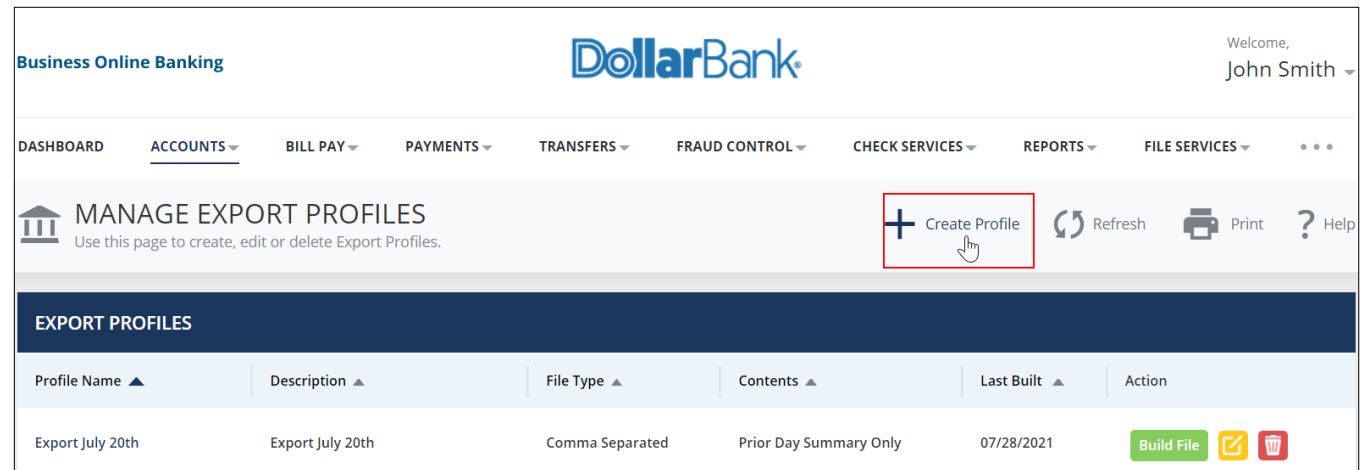 Business Online Banking
DollarBank®
Welcome,
John Smith
DASHBOARD ACCOUNTS BILL PAY PAYMENTS TRANSFERS FRAUD CONTROL CHECK SERVICES REPORTS FILE SERVICES
MANAGE EXPORT PROFILES
Use this page to create, edit or delete Export Profiles.
Create Profile Refresh Print ? Help
EXPORT PROFILES
Profile Name Description File Type Contents Last Built Action
Export July 20th Export July 20th Comma Separated Prior Day Summary Only 07/28/2021 Build File